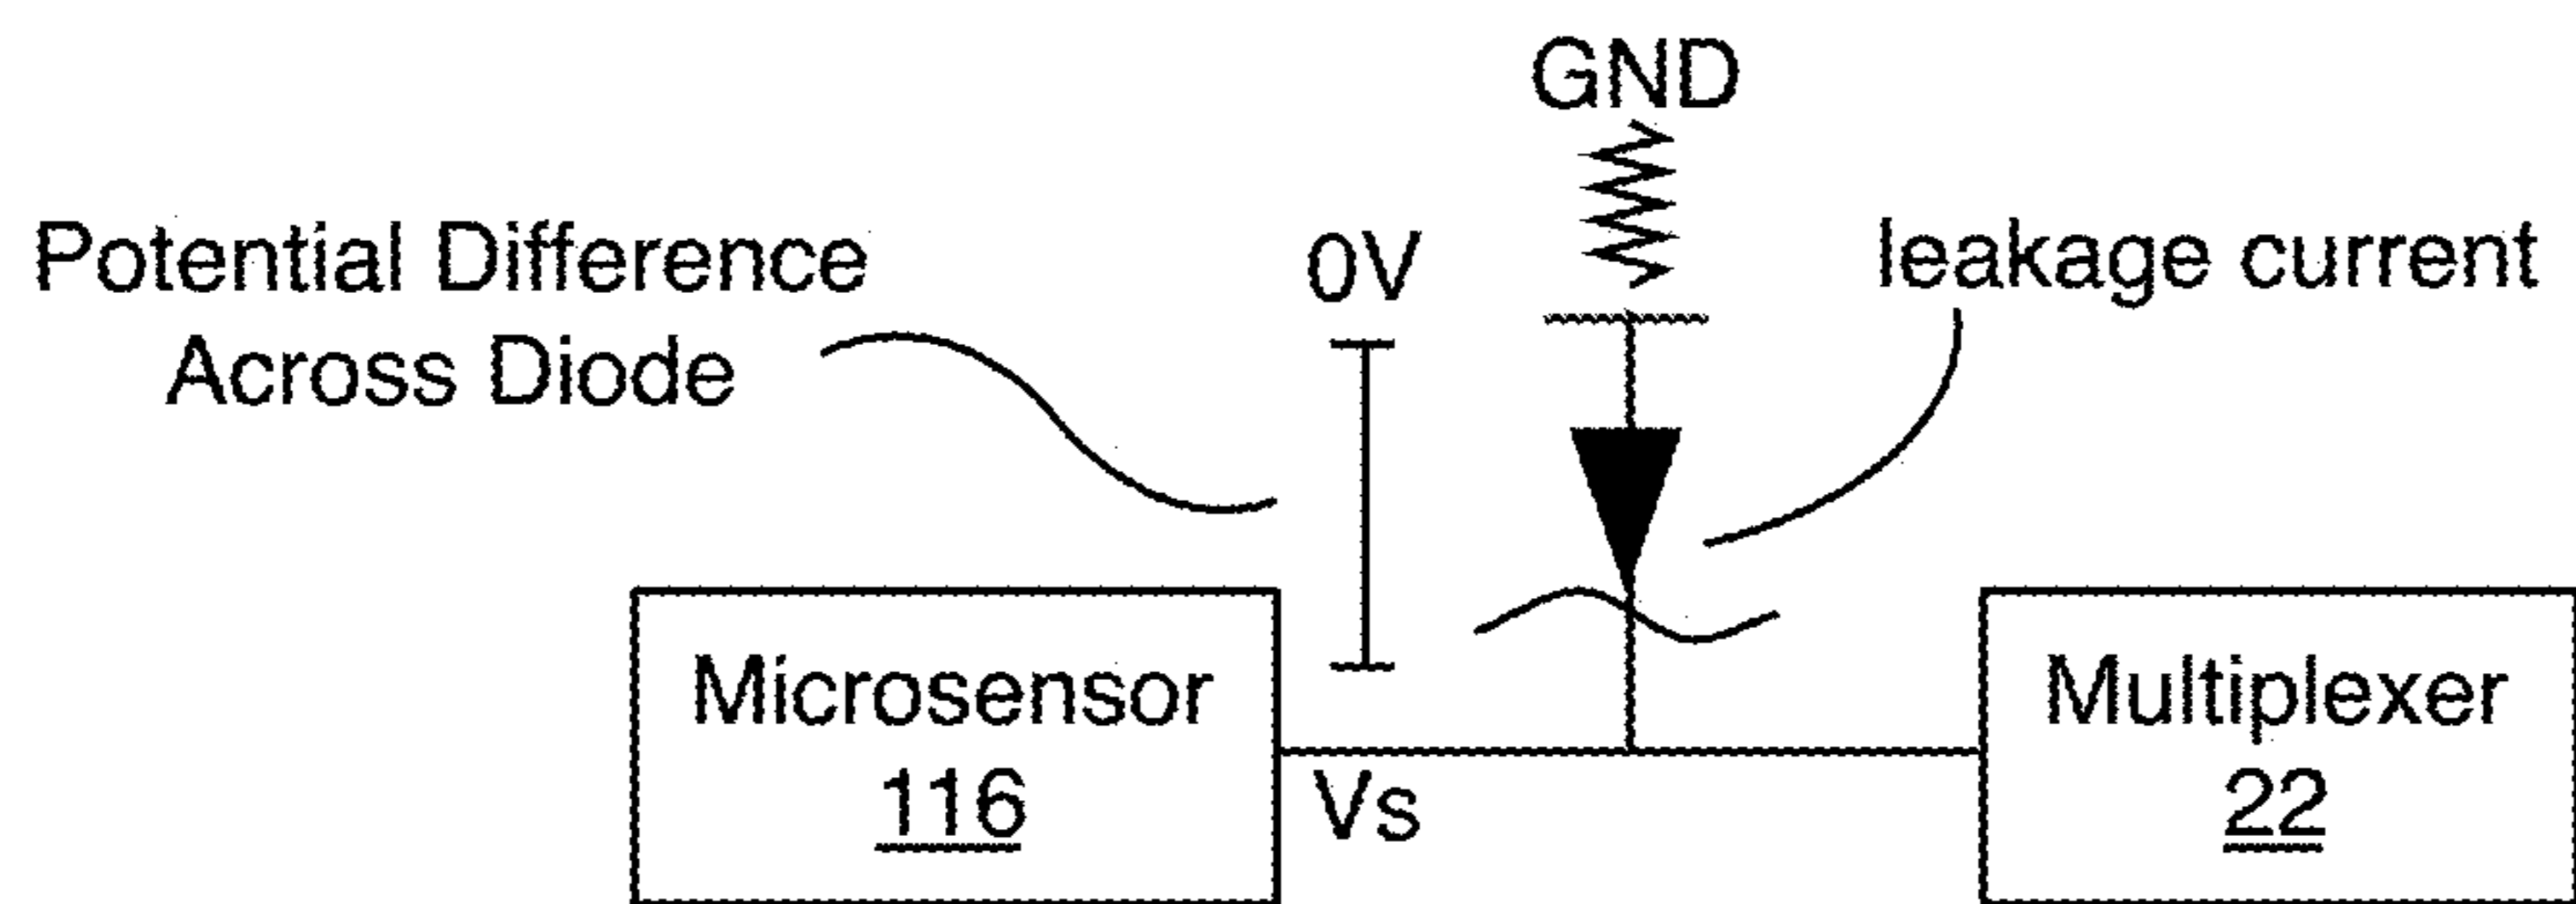 GND
Potential Difference
Across Diode
0V
leakage current
Microsensor
116
Vs
Multiplexer
22